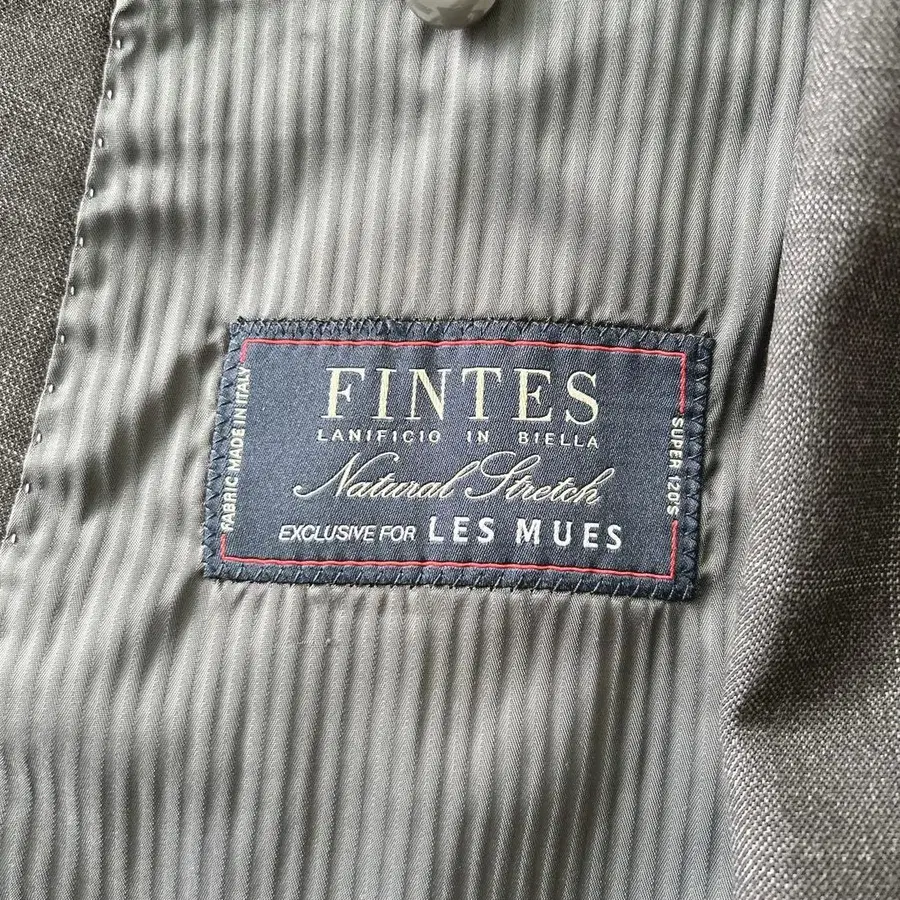 FINTES
LANIFICIO IN BIELLA
Natural Stretch
EXCLUSIVE FOR LES MUES
FABRIC MADE IN ITALY
SUPER 120'S